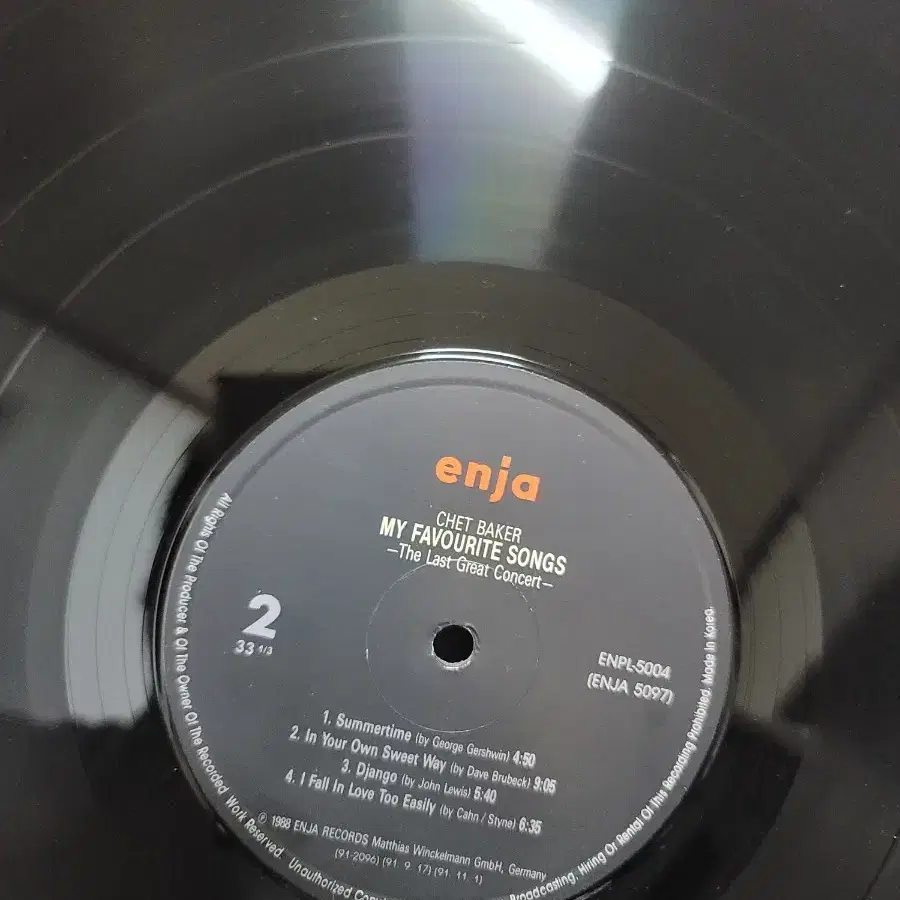 enja
CHET BAKER
MY FAVOURITE SONGS
—The Last Great Concert—
2
33 1/3
ENPL-5004
(ENJA 5097)
1. Summertime (by George Gershwin) 4:50
2. In Your Own Sweet Way (by Dave Brubeck) 9:05
3. Django (by John Lewis) 5:40
4. I Fall In Love Too Easily (by Cahn / Styne) 6:35
℗ 1988 ENJA RECORDS Matthias Winckelmann GmbH, Germany
(91-2096) (91. 9. 17) (91. 11. 1)
All Rights Of The Producer & Of The Owner Of The Recorded Work Reserved. Unauthorized Broadcasting, Hiring Or Rental Of This Recording Prohibited. Made In Korea.